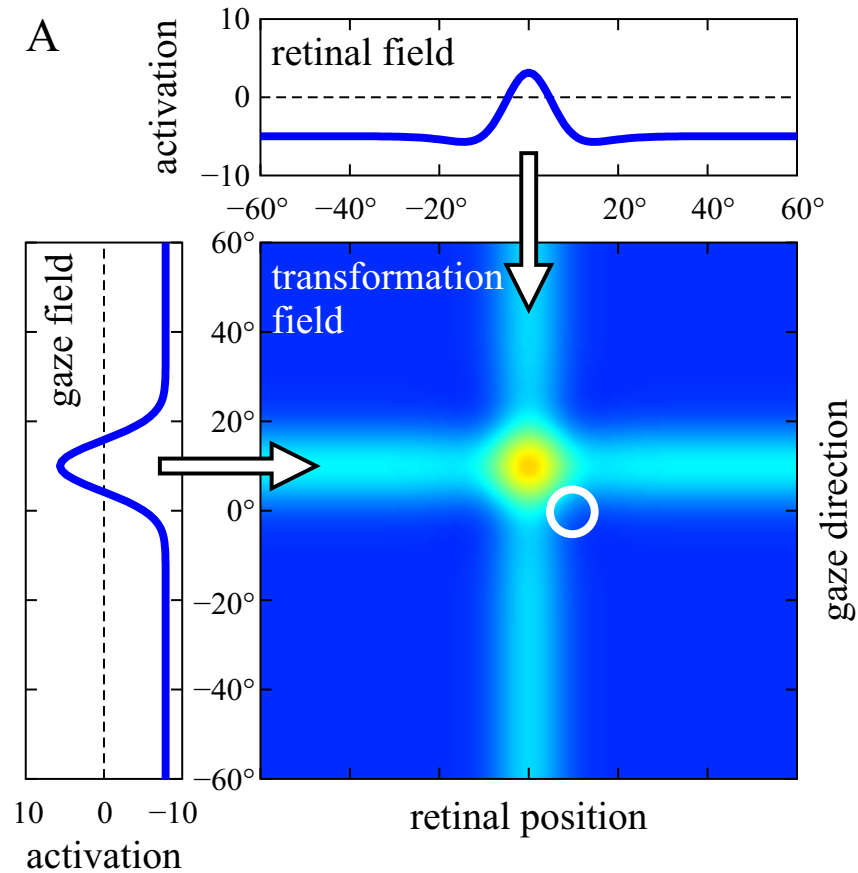 A
activation
10
0
−10
retinal field
−60° −40° −20° 20° 40° 60°
gaze field
10 0 −10
activation
60°
40°
20°
0°
−20°
−40°
−60°
transformation
field
gaze direction
retinal position